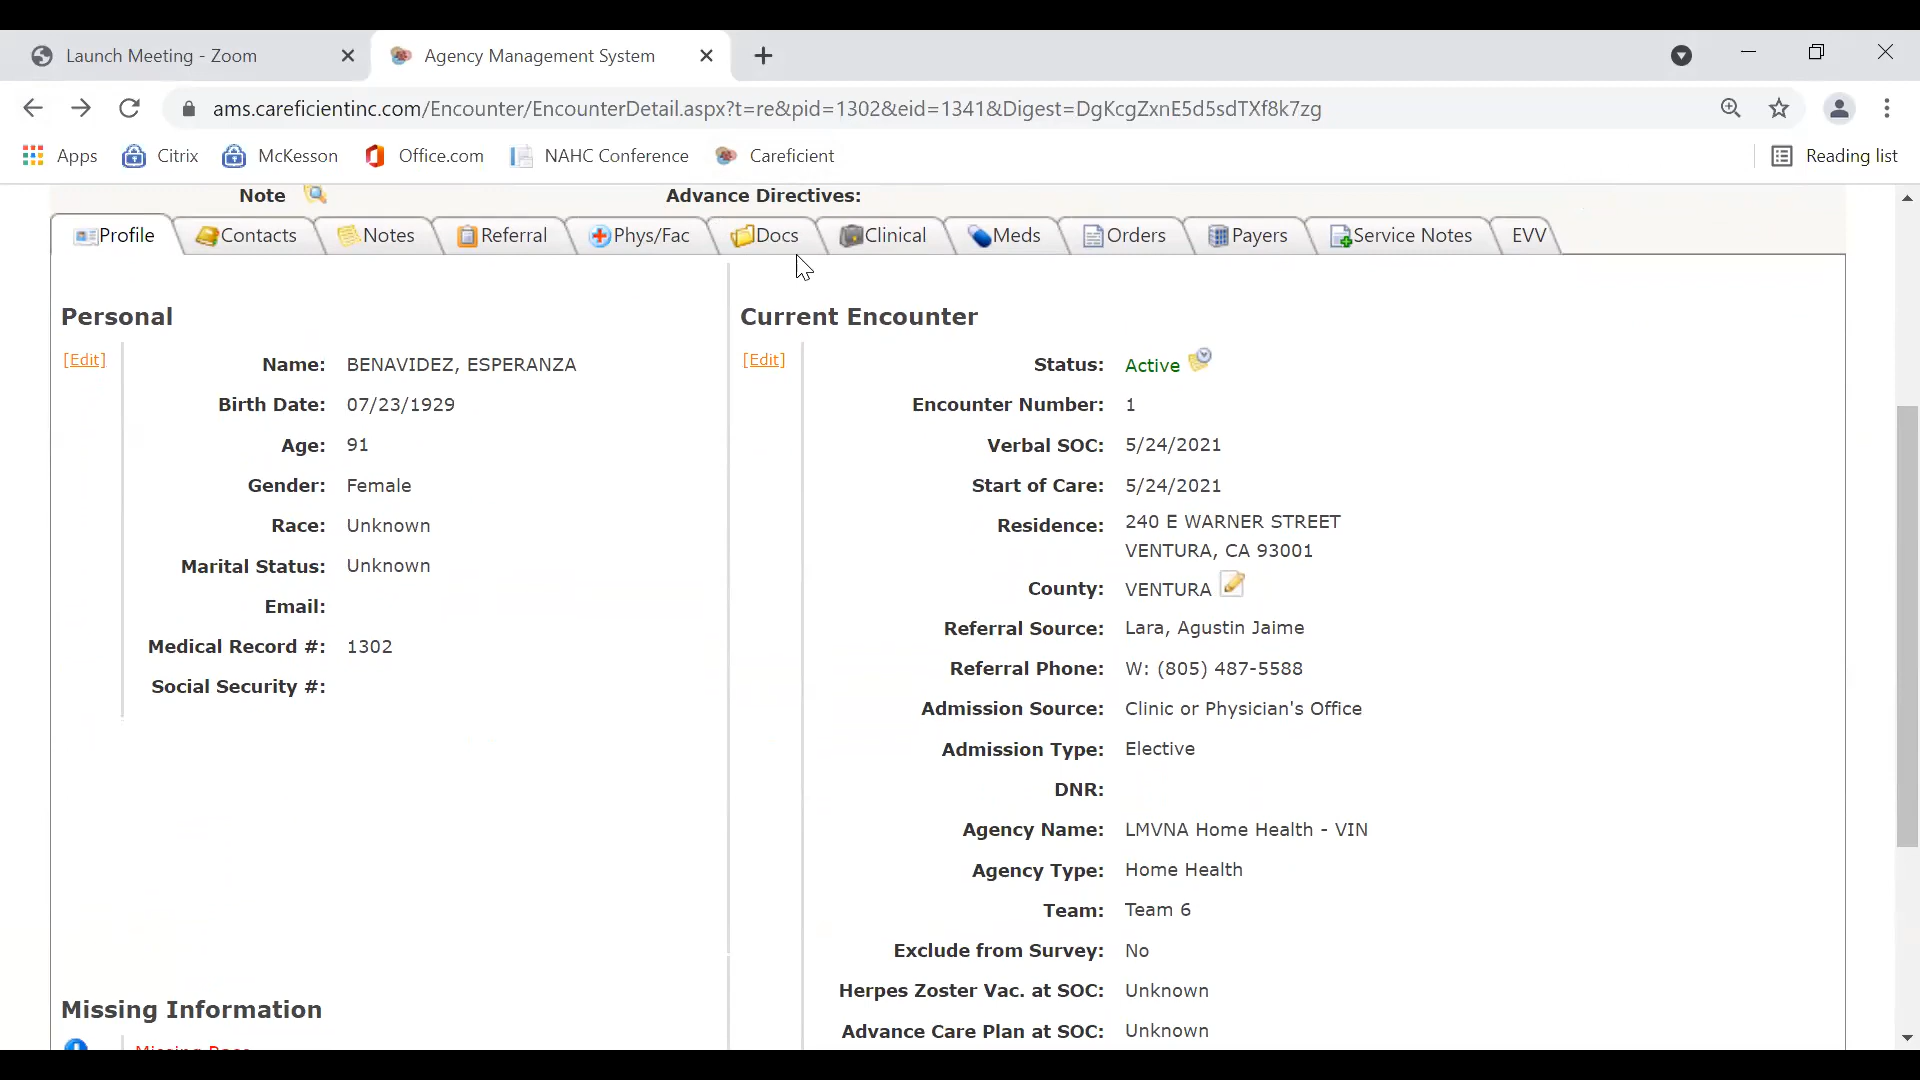 Launch Meeting - Zoom
Agency Management System
ams.careficientinc.com/Encounter/EncounterDetail.aspx?t=re&pid=1302&eid=1341&Digest=DgKcgZxnE5d5sdTXf8k7zg
Apps Citrix McKesson Office.com NAHC Conference Careficient Reading list
Note Advance Directives:
Profile Contacts Notes Referral Phys/Fac Docs Clinical Meds Orders Payers Service Notes EVV
Personal
[Edit]
Name: BENAVIDEZ, ESPERANZA
Birth Date: 07/23/1929
Age: 91
Gender: Female
Race: Unknown
Marital Status: Unknown
Email:
Medical Record #: 1302
Social Security #:
Missing Information
Missing Race
Current Encounter
[Edit]
Status: Active
Encounter Number: 1
Verbal SOC: 5/24/2021
Start of Care: 5/24/2021
Residence: 240 E WARNER STREET
VENTURA, CA 93001
County: VENTURA
Referral Source: Lara, Agustin Jaime
Referral Phone: W: (805) 487-5588
Admission Source: Clinic or Physician's Office
Admission Type: Elective
DNR:
Agency Name: LMVNA Home Health - VIN
Agency Type: Home Health
Team: Team 6
Exclude from Survey: No
Herpes Zoster Vac. at SOC: Unknown
Advance Care Plan at SOC: Unknown